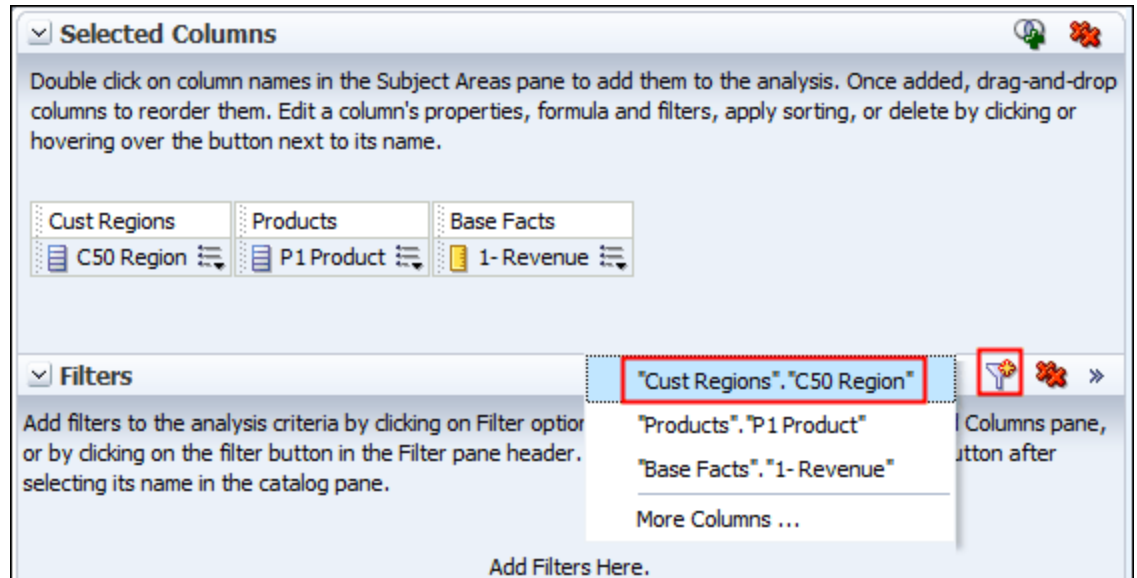 Selected Columns
Double click on column names in the Subject Areas pane to add them to the analysis. Once added, drag-and-drop
columns to reorder them. Edit a column's properties, formula and filters, apply sorting, or delete by clicking or
hovering over the button next to its name.
Cust Regions Products Base Facts
C50 Region P1 Product 1- Revenue
Filters
"Cust Regions"."C50 Region"
Add filters to the analysis criteria by clicking on Filter option "Products"."P1 Product" Columns pane,
or by clicking on the filter button in the Filter pane header. "Base Facts"."1- Revenue" after
selecting its name in the catalog pane.
More Columns ...
Add Filters Here.